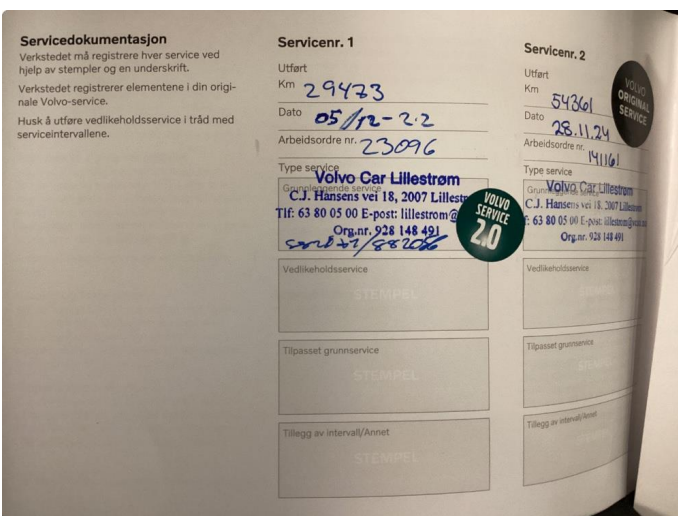 Servicedokumentasjon
Verkstedet må registrere hver service ved
hjelp av stempler og en underskrift.
Verkstedet registrerer elementene i din origi-
nale Volvo-service.
Husk å utføre vedlikeholdsservice i tråd med
serviceintervallene.
Servicenr. 1
Utført
Km 29473
Dato 05/12-22
Arbeidsordre nr. 23096
Type service
Grunnleggende service
Volvo Car Lillestrøm
C.J. Hansens vei 18, 2007 Lillest
Tlf: 63 80 05 00 E-post: lillestrom@
Org.nr. 928 148 491
VOLVO
SERVICE
2.0
Vedlikeholdsservice
STEMPEL
Tilpasset grunnservice
STEMPEL
Tillegg av intervall/Annet
STEMPEL
Servicenr. 2
Utført
Km 54361
Dato 28.11.24
Arbeidsordre nr. 141161
VOLVO
ORIGINAL
SERVICE
Type service
Volvo Car Lillestrøm
C.J. Hansens vei 18, 2007 Lillestrøm
: 63 80 05 00 E-post: lillestrom@
Org.nr. 928 148 491
Vedlikeholdsservice
Tilpasset grunnservice
Tillegg av intervall/Annet